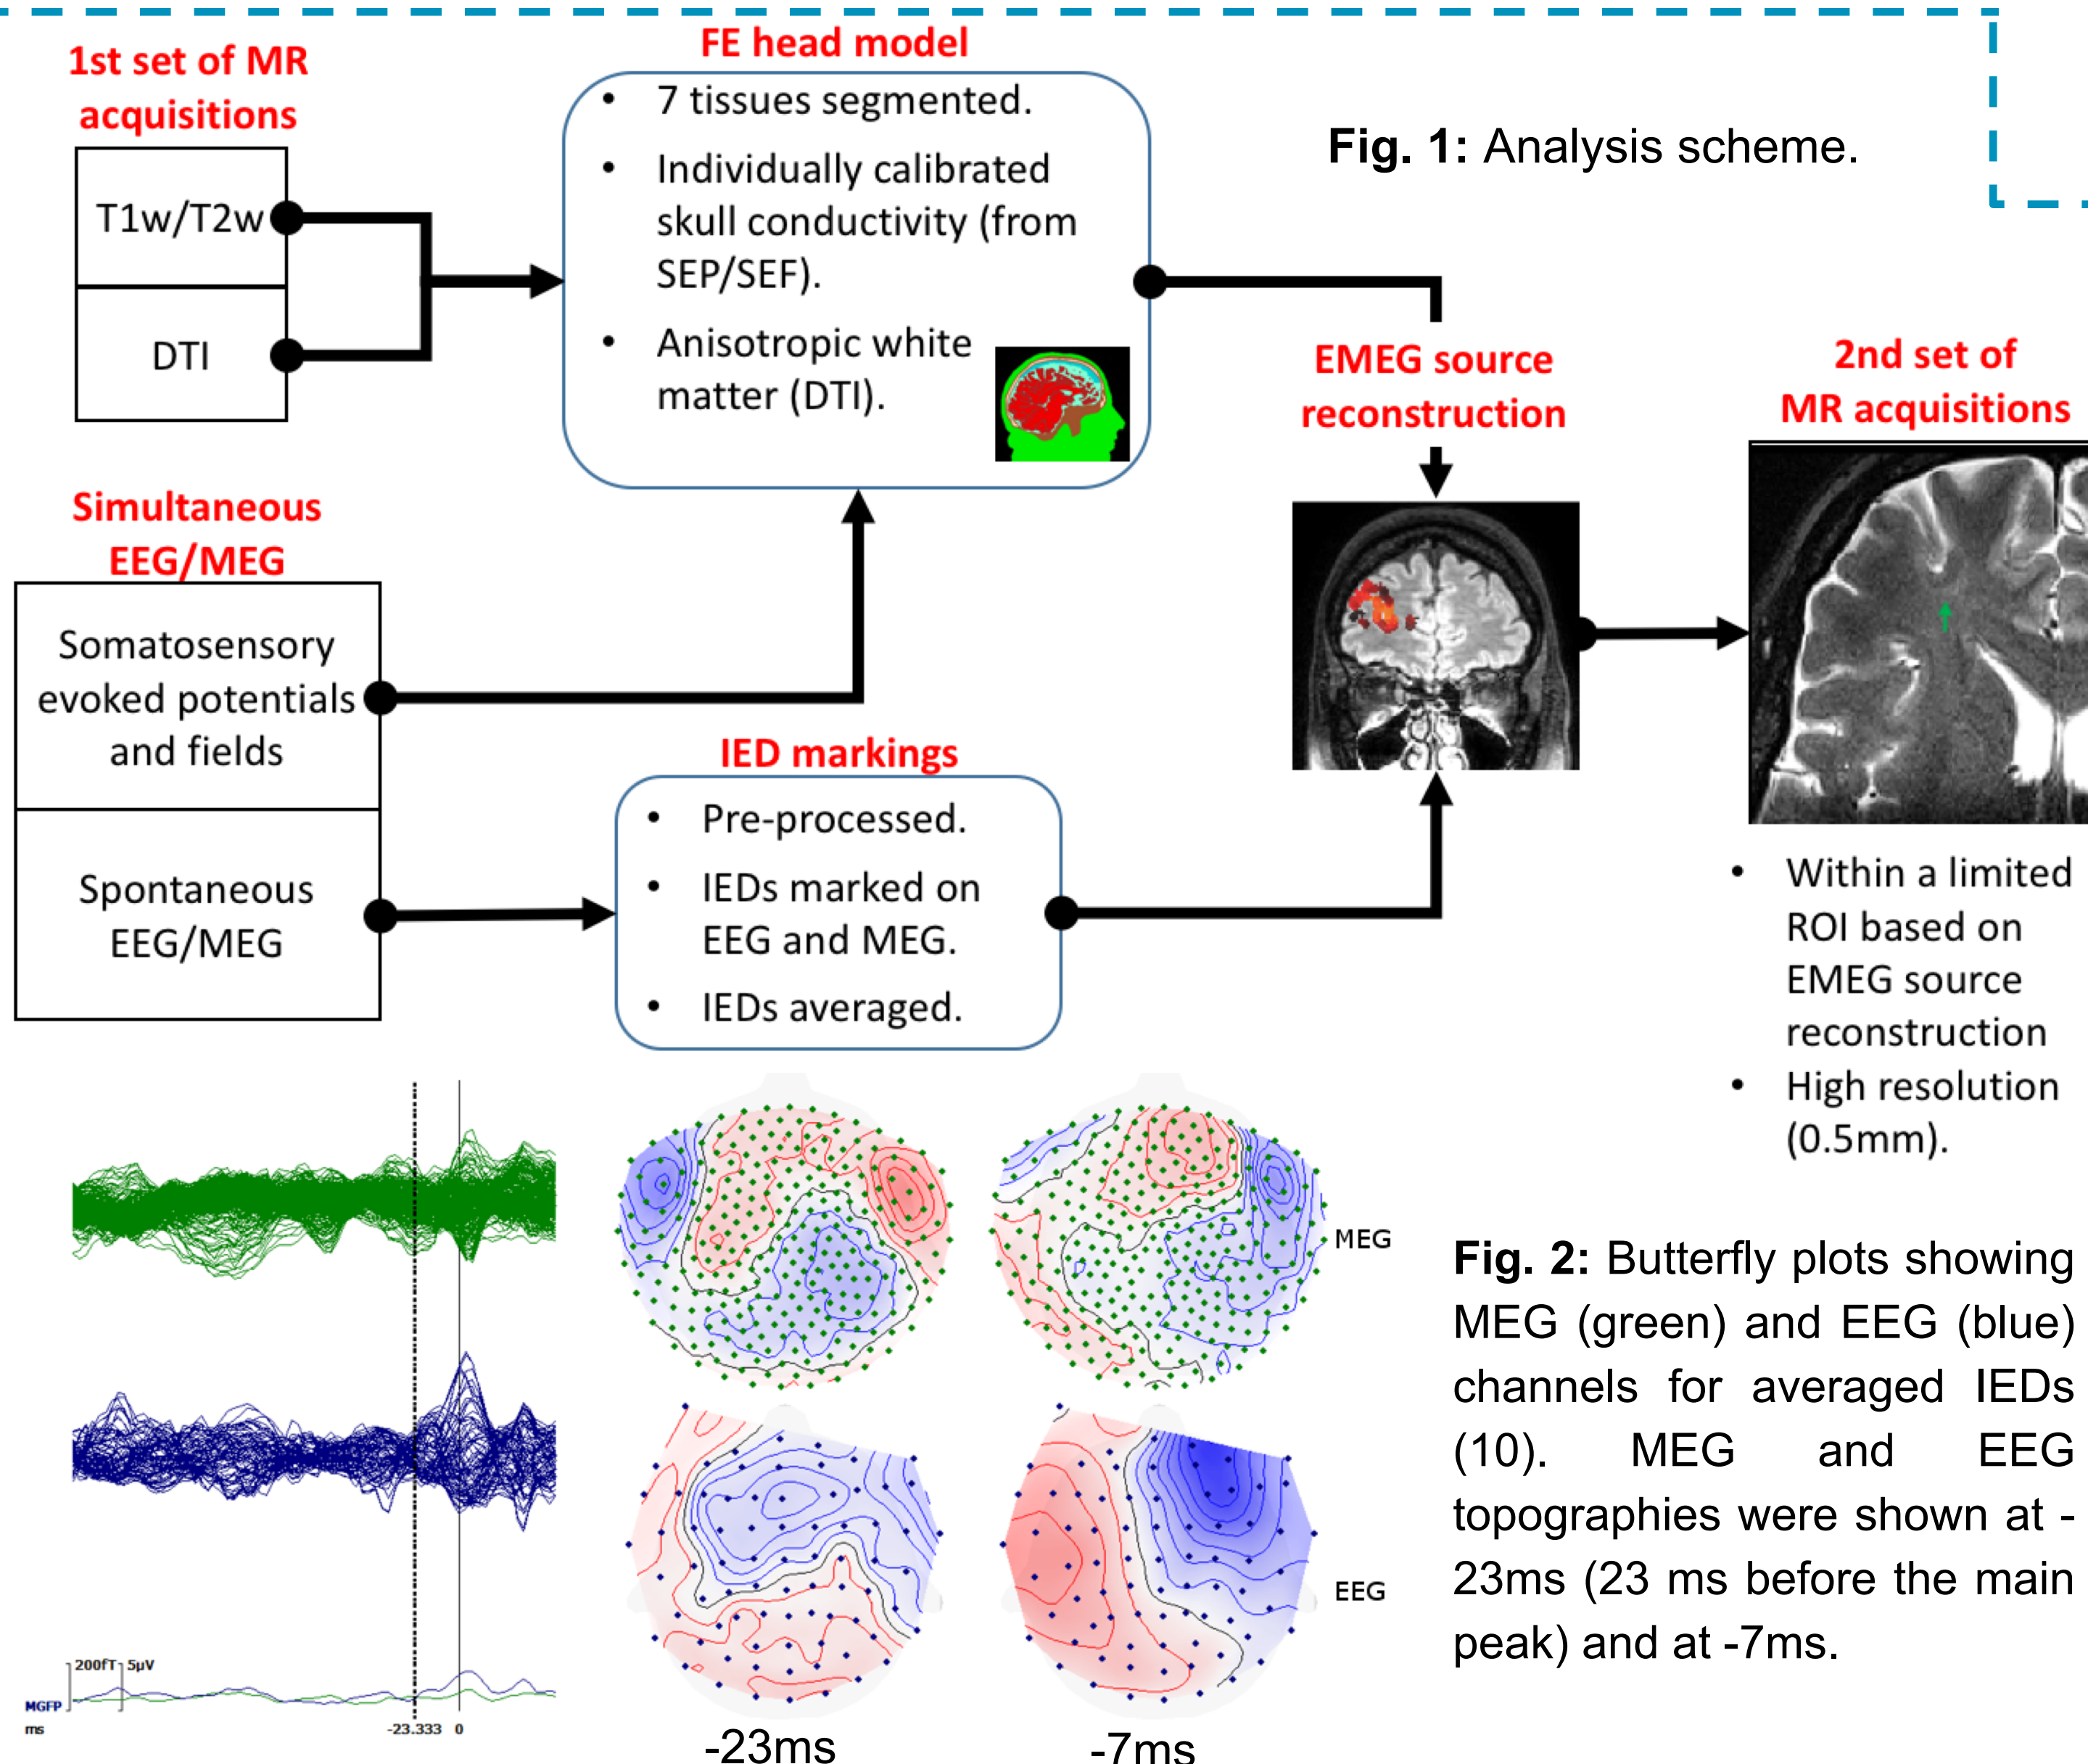 1st set of MR
acquisitions
T1w/T2w
DTI
FE head model
• 7 tissues segmented.
• Individually calibrated
skull conductivity (from
SEP/SEF).
• Anisotropic white
matter (DTI).
Fig. 1: Analysis scheme.
Simultaneous
EEG/MEG
Somatosensory
evoked potentials
and fields
Spontaneous
EEG/MEG
IED markings
• Pre-processed.
• IEDs marked on
EEG and MEG.
• IEDs averaged.
EMEG source
reconstruction
2nd set of
MR acquisitions
• Within a limited
ROI based on
EMEG source
reconstruction
• High resolution
(0.5mm).
200fT 5µV
MGFP
ms
-23.333 0
MEG
EEG
-23ms
-7ms
Fig. 2: Butterfly plots showing
MEG (green) and EEG (blue)
channels for averaged IEDs
(10). MEG and EEG
topographies were shown at -
23ms (23 ms before the main
peak) and at -7ms.